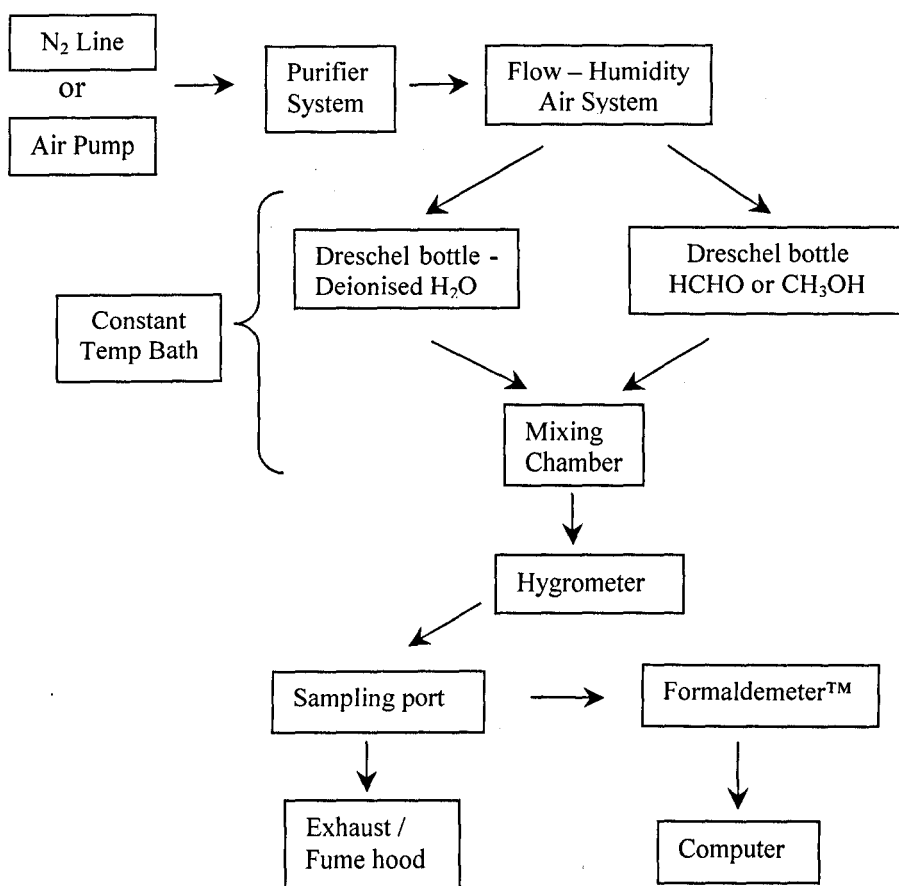 N₂ Line
or
Air Pump
Purifier
System
Flow – Humidity
Air System
Dreschel bottle -
Deionised H₂O
Dreschel bottle
HCHO or CH₃OH
Constant
Temp Bath
Mixing
Chamber
Hygrometer
Sampling port
Formaldemeter™
Exhaust /
Fume hood
Computer